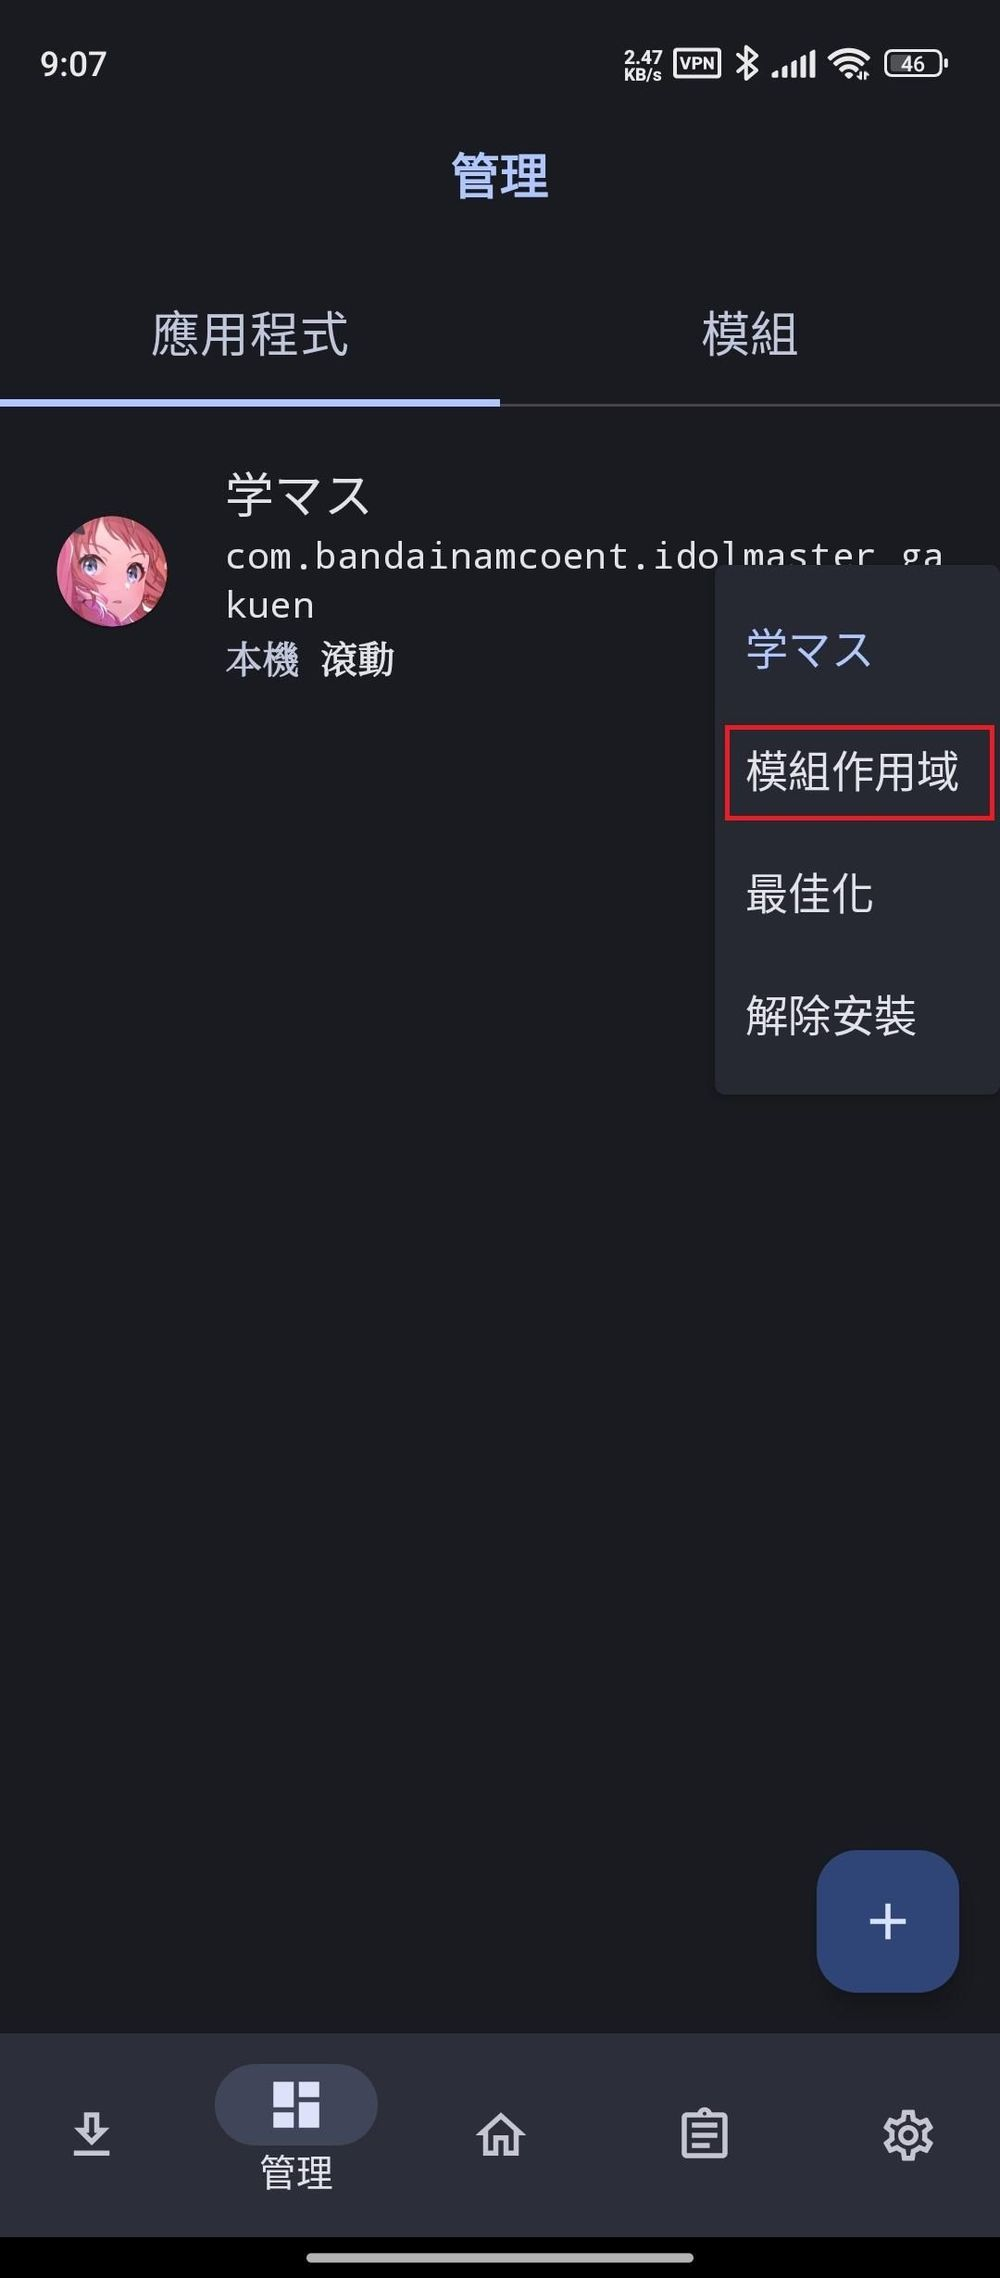 9:07
2.47
KB/s
VPN
46
管理
應用程式
模組
学マス
com.bandainamcoent.idolmaster_ga
kuen
本機 滾動
学マス
模組作用域
最佳化
解除安裝
管理